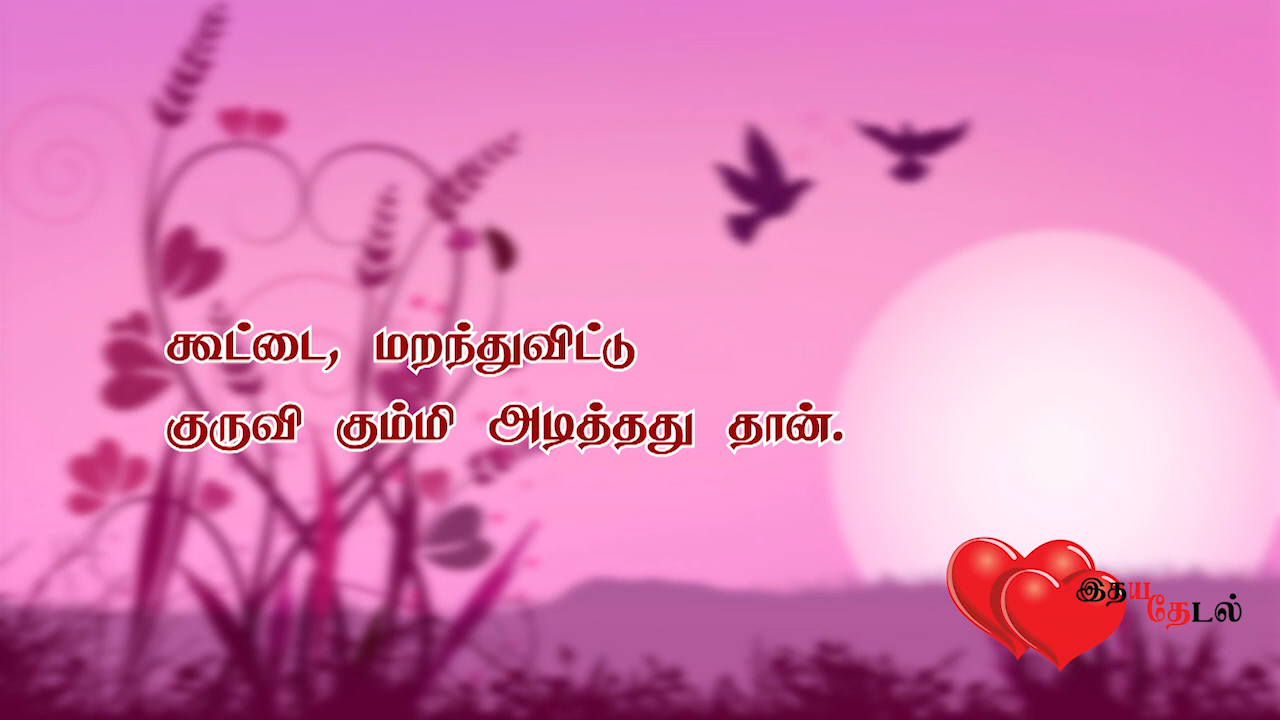 கூட்டை, மறந்துவிட்டு
குருவி கும்மி அடித்தது தான்.
இதய
தேடல்